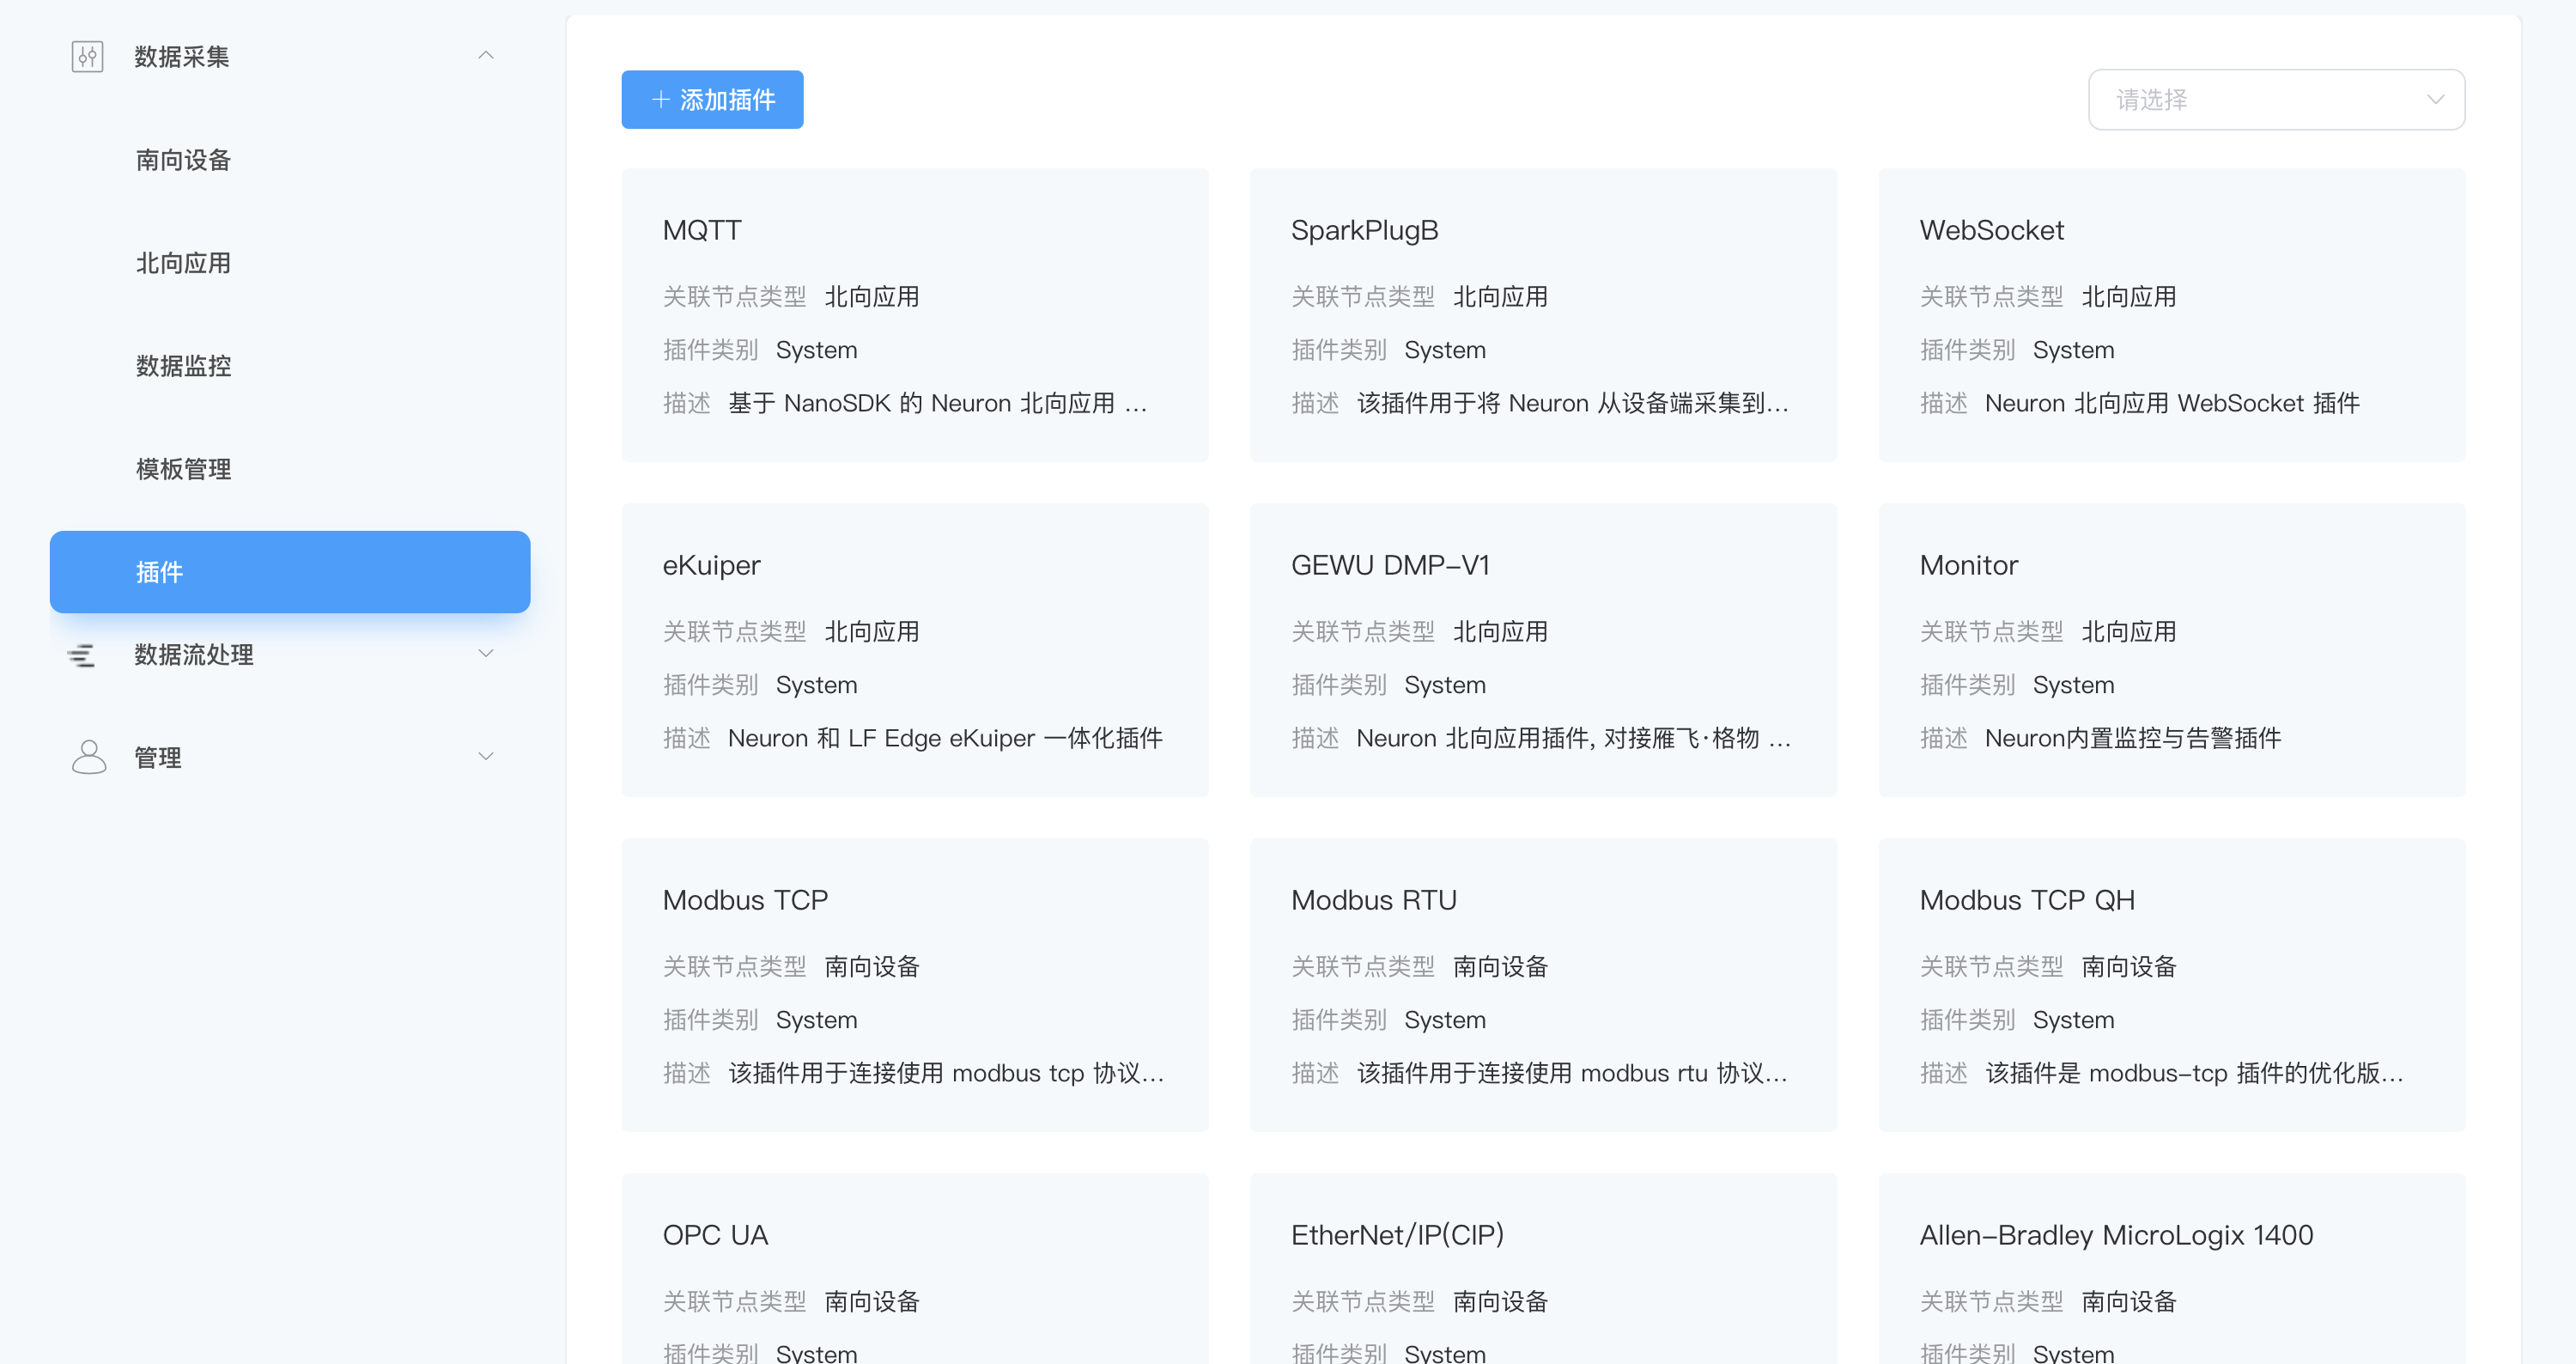 数据采集
南向设备
北向应用
数据监控
模板管理
插件
数据流处理
管理
添加插件
请选择
MQTT
关联节点类型 北向应用
插件类别 System
描述 基于 NanoSDK 的 Neuron 北向应用 ...
SparkPlugB
关联节点类型 北向应用
插件类别 System
描述 该插件用于将 Neuron 从设备端采集到...
WebSocket
关联节点类型 北向应用
插件类别 System
描述 Neuron 北向应用 WebSocket 插件
eKuiper
关联节点类型 北向应用
插件类别 System
描述 Neuron 和 LF Edge eKuiper 一体化插件
GEWU DMP-V1
关联节点类型 北向应用
插件类别 System
描述 Neuron 北向应用插件, 对接雁飞·格物 ...
Monitor
关联节点类型 北向应用
插件类别 System
描述 Neuron内置监控与告警插件
Modbus TCP
关联节点类型 南向设备
插件类别 System
描述 该插件用于连接使用 modbus tcp 协议...
Modbus RTU
关联节点类型 南向设备
插件类别 System
描述 该插件用于连接使用 modbus rtu 协议...
Modbus TCP QH
关联节点类型 南向设备
插件类别 System
描述 该插件是 modbus-tcp 插件的优化版...
OPC UA
关联节点类型 南向设备
插件类别 System
EtherNet/IP(CIP)
关联节点类型 南向设备
插件类别 System
Allen-Bradley MicroLogix 1400
关联节点类型 南向设备
插件类别 System